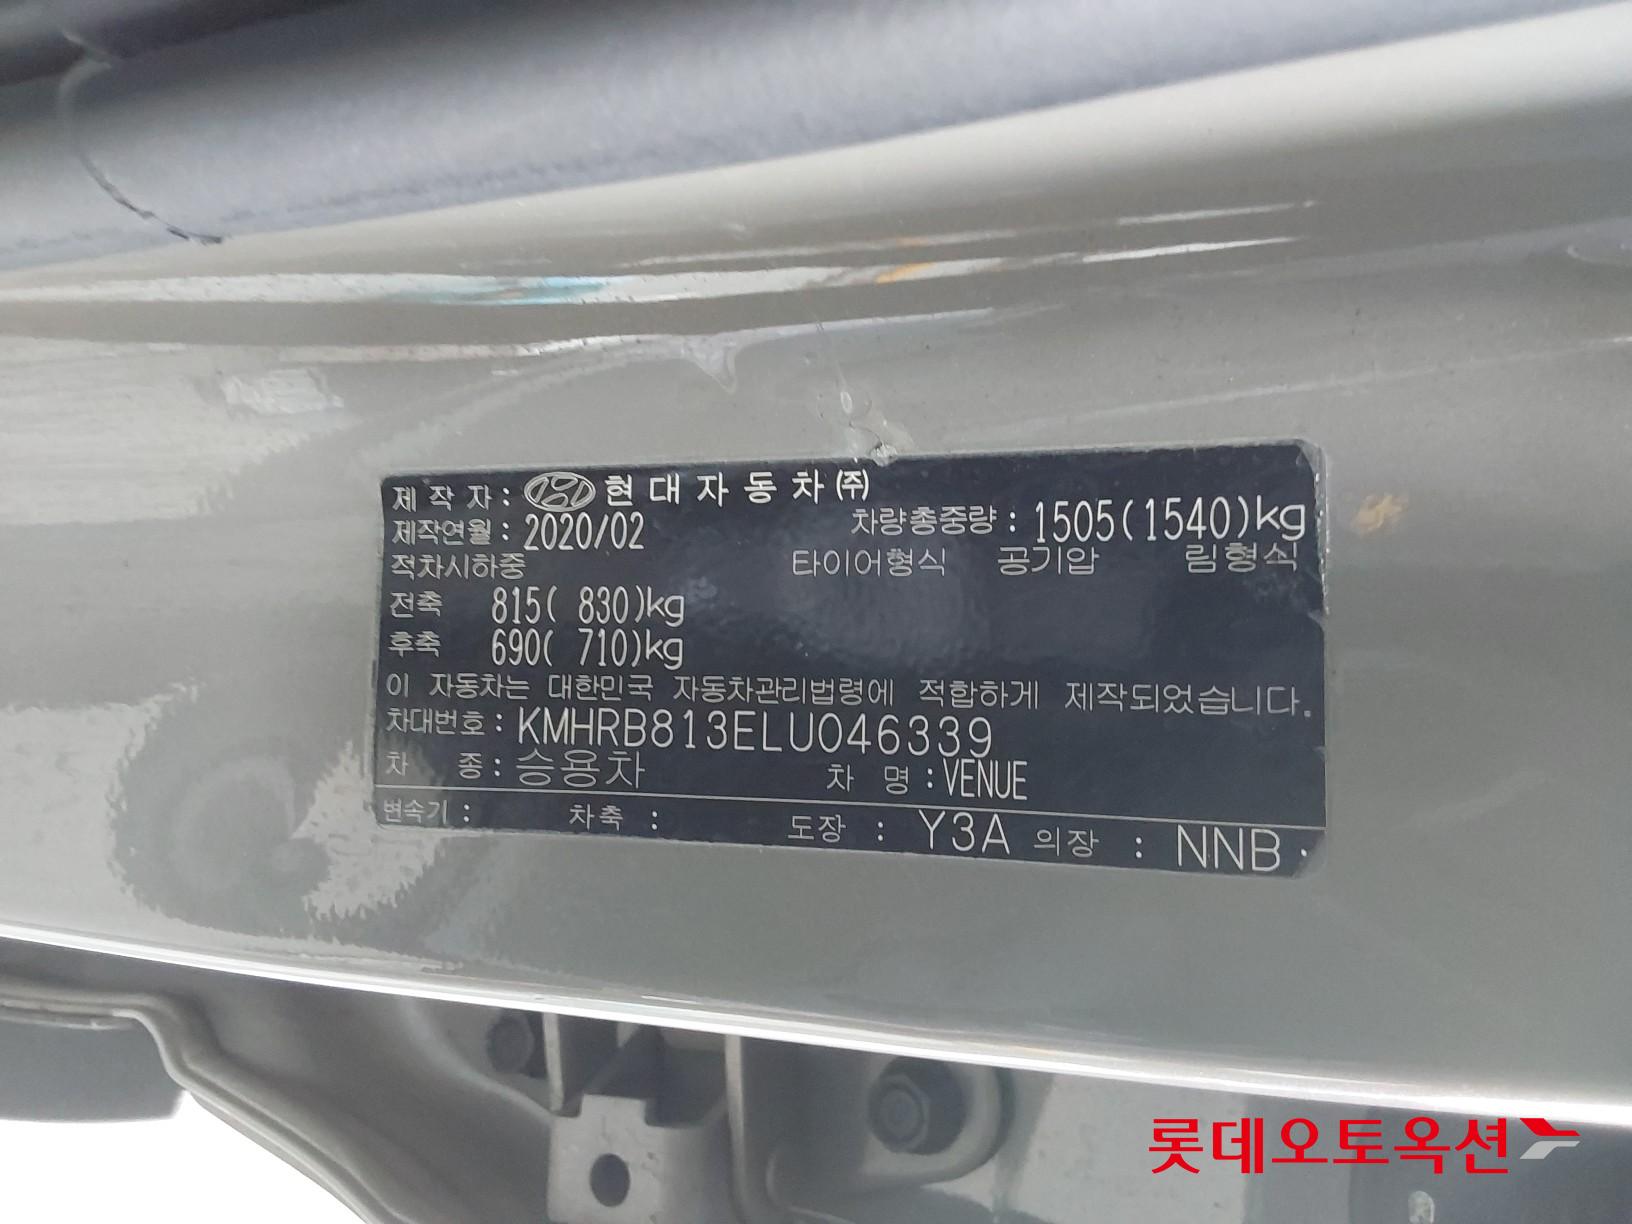 제 작 자 : 현 대 자 동 차 ㈜
제작연월 : 2020/02 차량총중량 : 1505(1540)kg
적차시하중 타이어형식 공기압 림형식
전축 815( 830)kg
후축 690( 710)kg
이 자동차는 대한민국 자동차관리법령에 적합하게 제작되었습니다.
차대번호 : KMHRB813ELU046339
차 종 : 승용차 차 명 : VENUE
변속기 : 차축 : 도장 : Y3A 의장 : NNB
롯데오토옥션